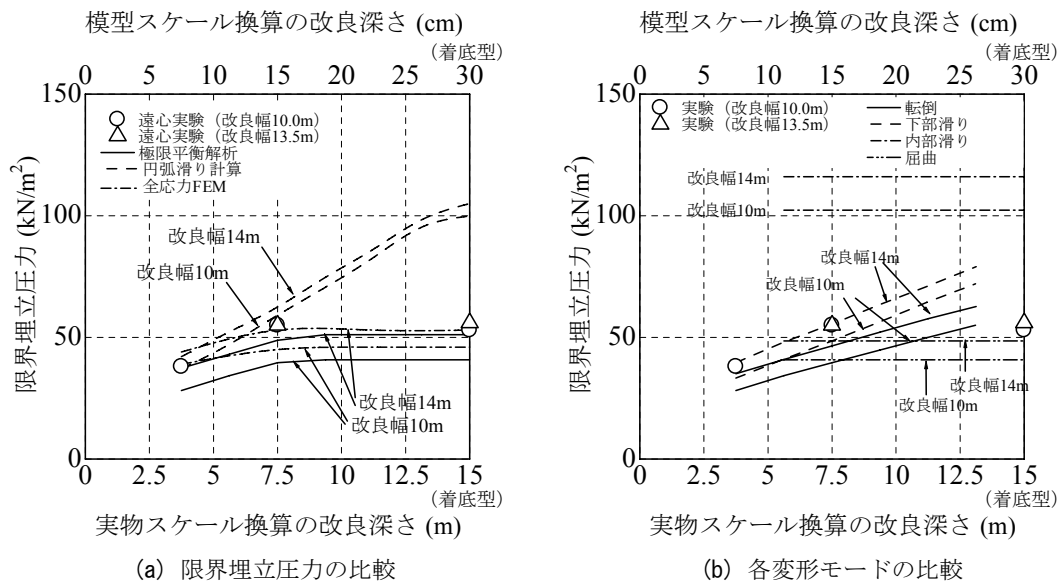 模型スケール換算の改良深さ (cm)
(着底型)
0 5 10 15 20 25 30
150
100
50
0
限界埋立圧力 (kN/m²)
遠心実験（改良幅10.0m）
遠心実験（改良幅13.5m）
極限平衡解析
円弧滑り計算
全応力FEM
改良幅14m
改良幅10m
改良幅14m
改良幅10m
0 2.5 5 7.5 10 12.5 15
(着底型)
実物スケール換算の改良深さ (m)
(a) 限界埋立圧力の比較
模型スケール換算の改良深さ (cm)
(着底型)
0 5 10 15 20 25 30
150
100
50
0
限界埋立圧力 (kN/m²)
実験（改良幅10.0m）
実験（改良幅13.5m）
転倒
下部滑り
内部滑り
屈曲
改良幅14m
改良幅10m
改良幅14m
改良幅10m
改良幅14m
改良幅10m
0 2.5 5 7.5 10 12.5 15
(着底型)
実物スケール換算の改良深さ (m)
(b) 各変形モードの比較